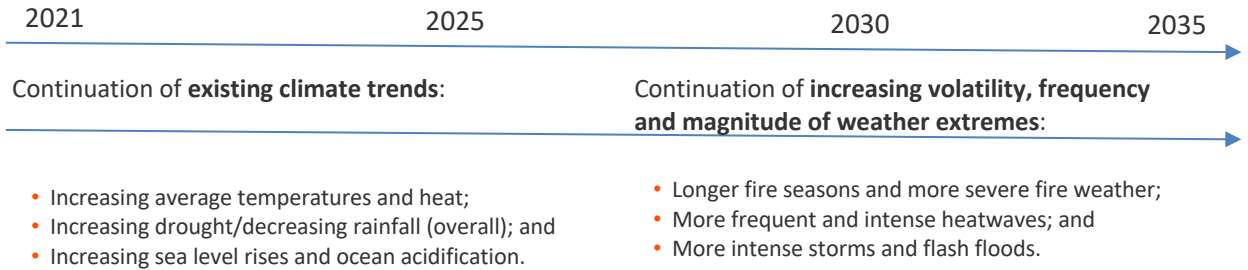 2021 2025 2030 2035
Continuation of existing climate trends:
• Increasing average temperatures and heat;
• Increasing drought/decreasing rainfall (overall); and
• Increasing sea level rises and ocean acidification.
Continuation of increasing volatility, frequency
and magnitude of weather extremes:
• Longer fire seasons and more severe fire weather;
• More frequent and intense heatwaves; and
• More intense storms and flash floods.